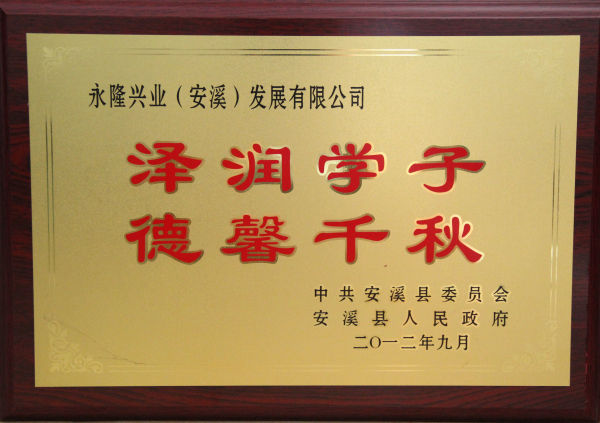 永隆兴业（安溪）发展有限公司
泽润学子
德馨千秋
中共安溪县委员会
安溪县人民政府
二〇一二年九月